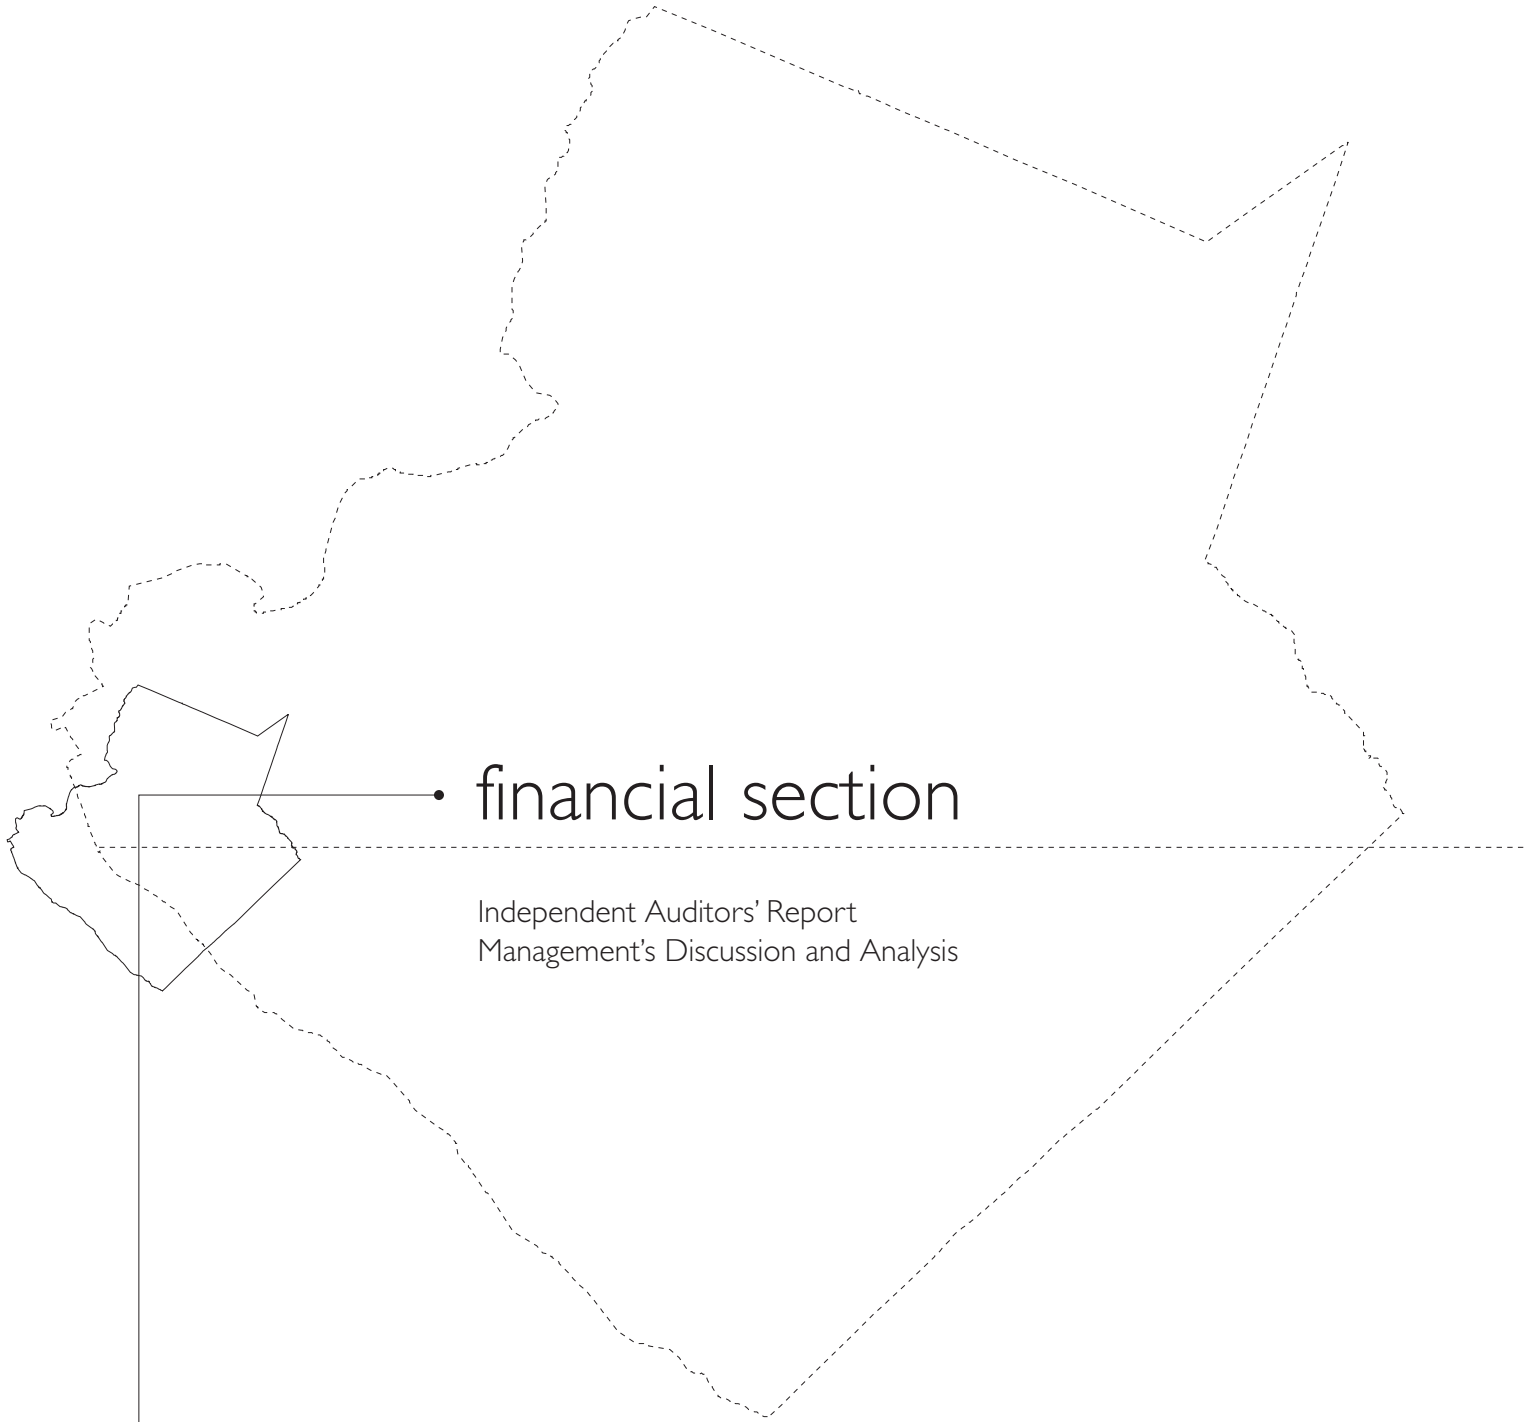 financial section
Independent Auditors’ Report
Management’s Discussion and Analysis